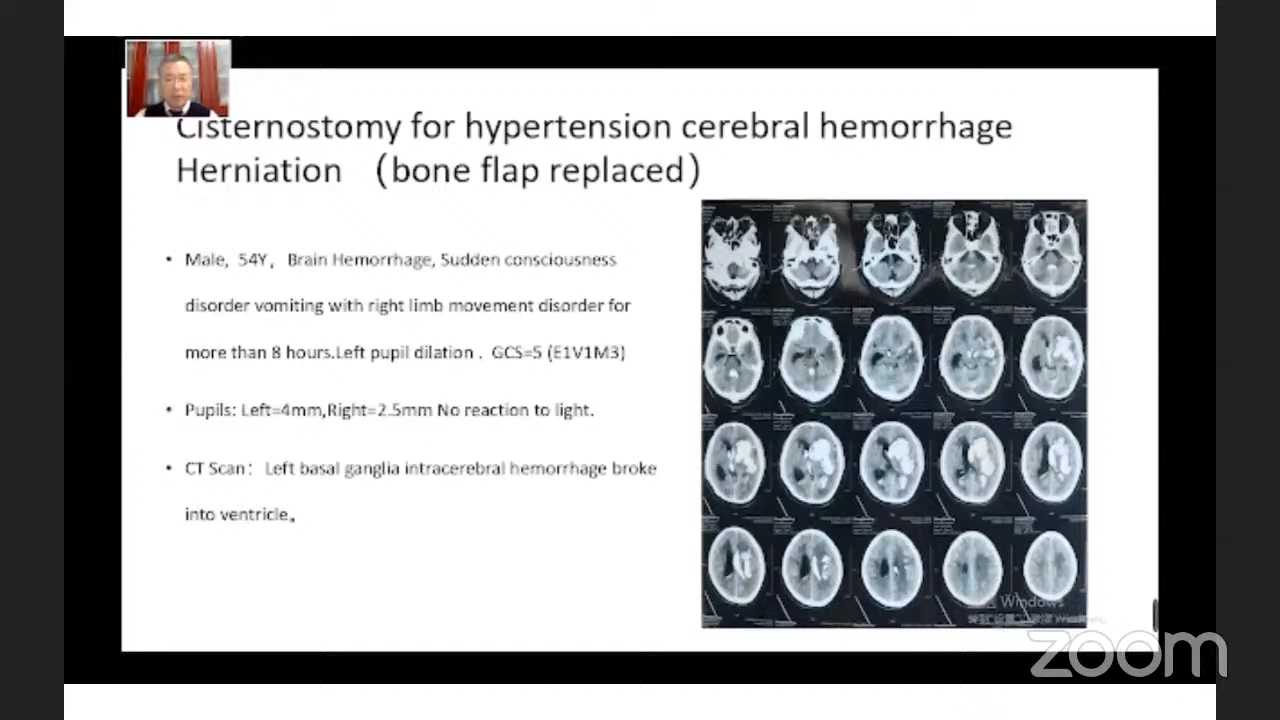 Cisternostomy for hypertension cerebral hemorrhage
Herniation （bone flap replaced）
• Male, 54Y，Brain Hemorrhage, Sudden consciousness
disorder vomiting with right limb movement disorder for
more than 8 hours.Left pupil dilation . GCS=5 (E1V1M3)
• Pupils: Left=4mm,Right=2.5mm No reaction to light.
• CT Scan：Left basal ganglia intracerebral hemorrhage broke
into ventricle。
Windows
zoom